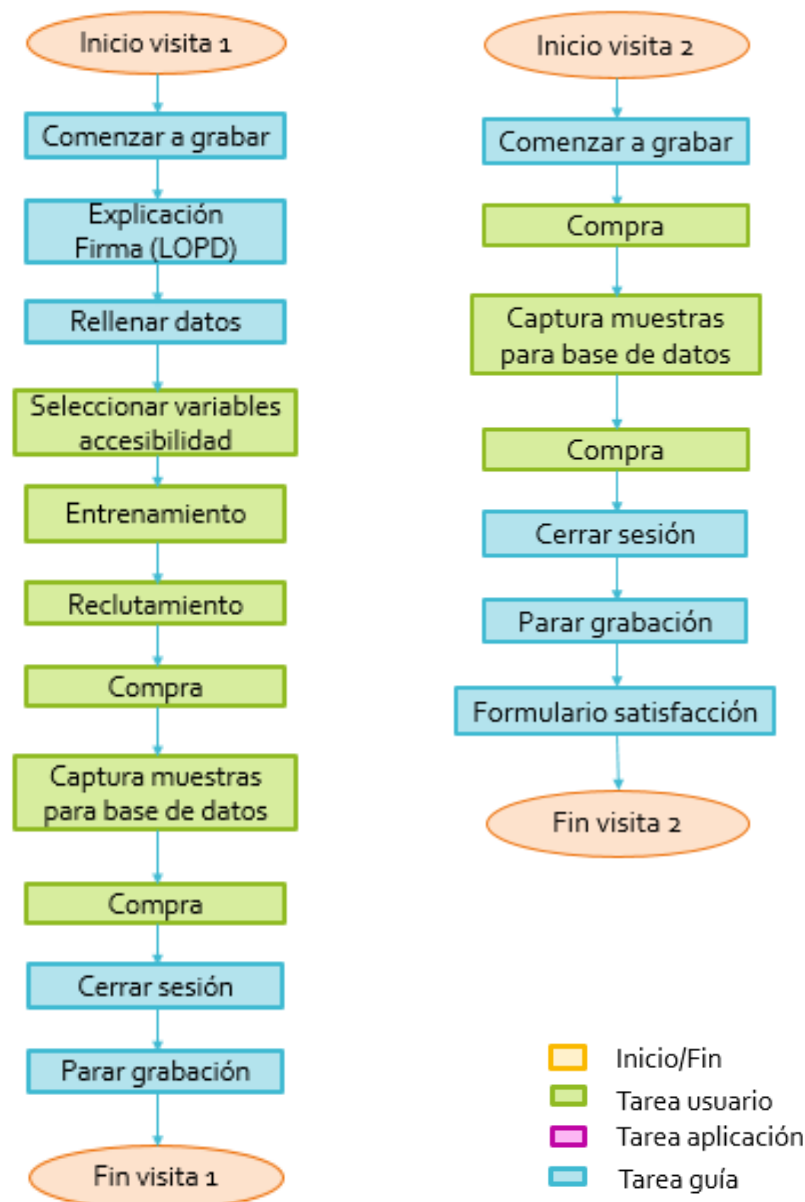 Inicio visita 1
Comenzar a grabar
Explicación
Firma (LOPD)
Rellenar datos
Seleccionar variables
accesibilidad
Entrenamiento
Reclutamiento
Compra
Captura muestras
para base de datos
Compra
Cerrar sesión
Parar grabación
Fin visita 1
Inicio visita 2
Comenzar a grabar
Compra
Captura muestras
para base de datos
Compra
Cerrar sesión
Parar grabación
Formulario satisfacción
Fin visita 2
Inicio/Fin
Tarea usuario
Tarea aplicación
Tarea guía